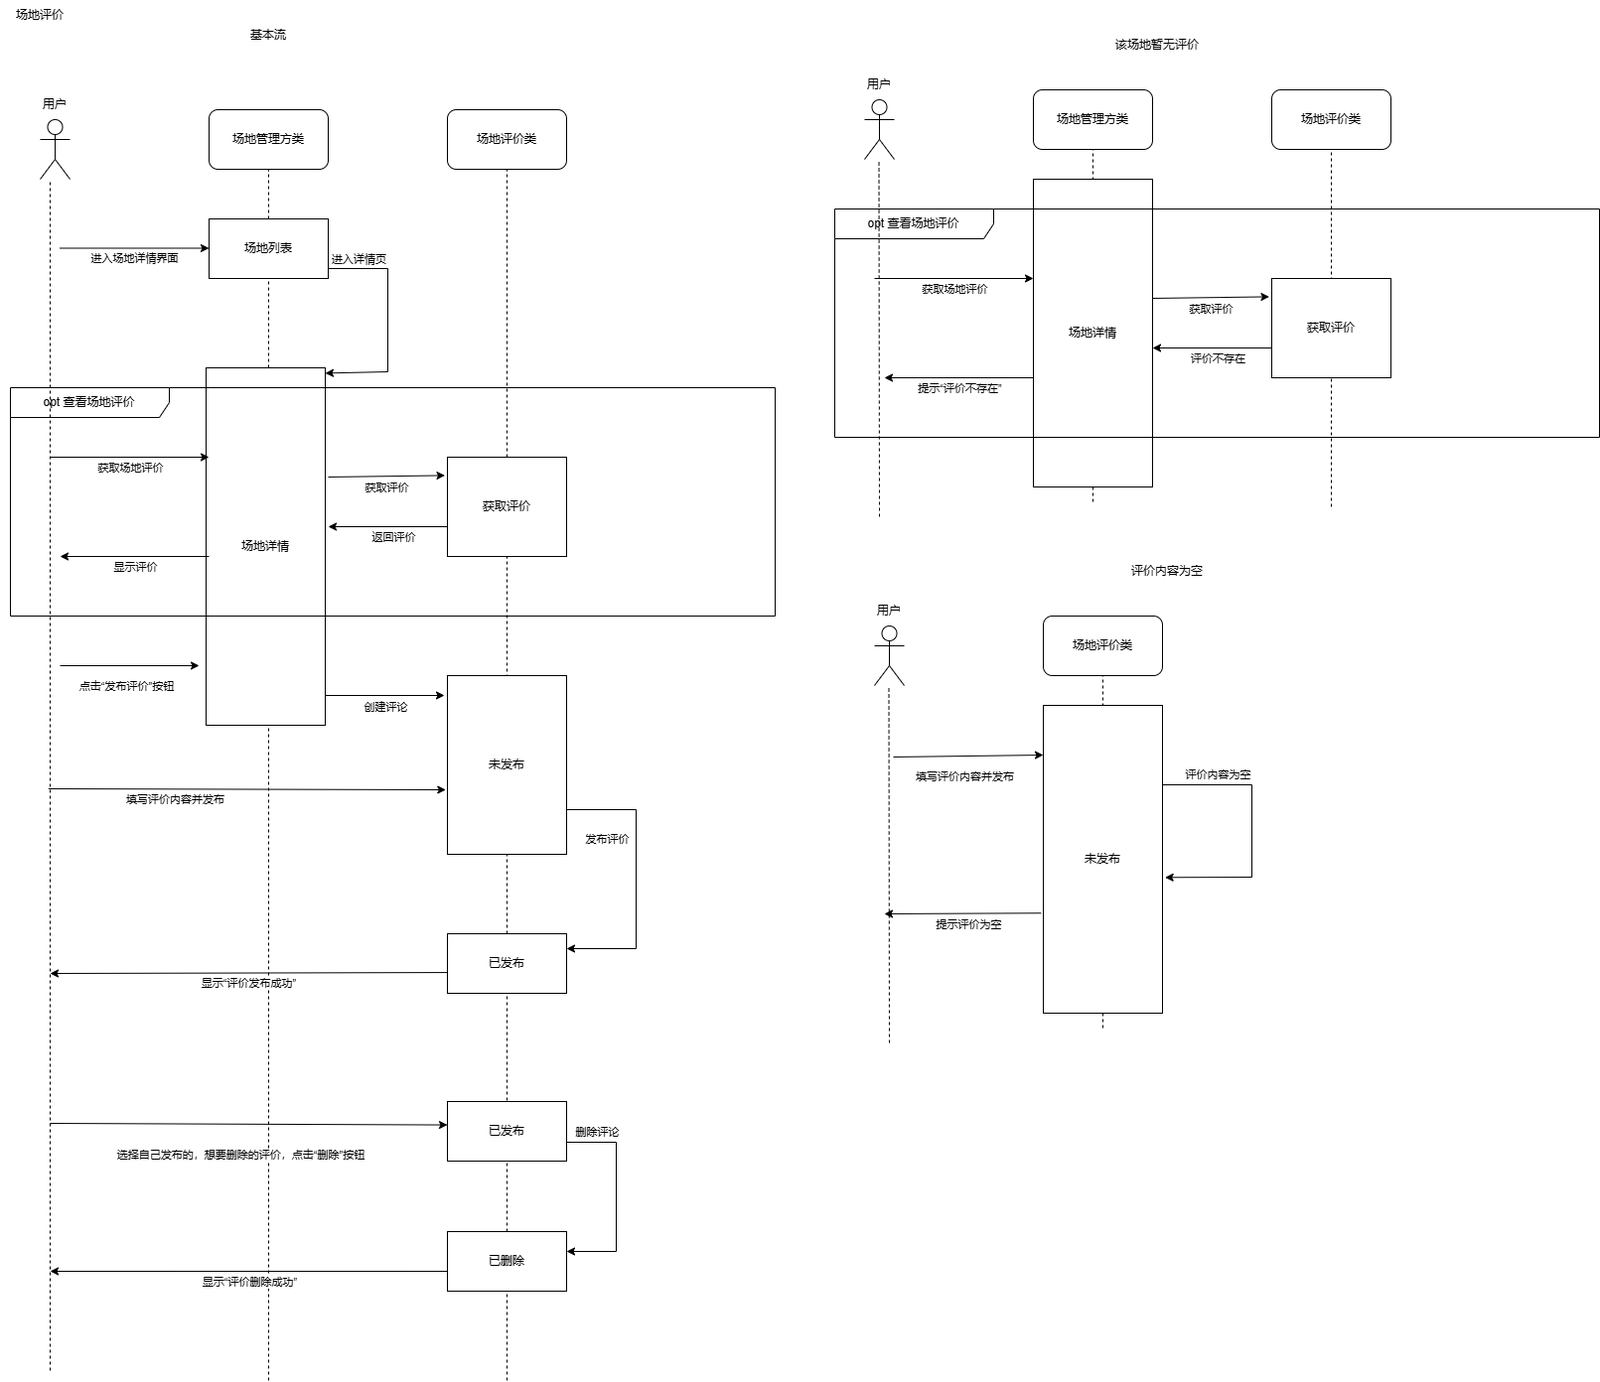 场地评价
基本流
用户
场地管理方类
场地评价类
场地列表
进入场地详情界面
进入详情页
opt 查看场地评价
获取场地评价
获取评价
获取评价
返回评价
场地详情
显示评价
点击“发布评价”按钮
创建评论
未发布
填写评价内容并发布
发布评价
已发布
显示“评价发布成功”
已发布
删除评论
选择自己发布的，想要删除的评价，点击“删除”按钮
已删除
显示“评价删除成功”
该场地暂无评价
用户
场地管理方类
场地评价类
opt 查看场地评价
获取场地评价
获取评价
获取评价
场地详情
评价不存在
提示“评价不存在”
评价内容为空
用户
场地评价类
填写评价内容并发布
评价内容为空
未发布
提示评价为空